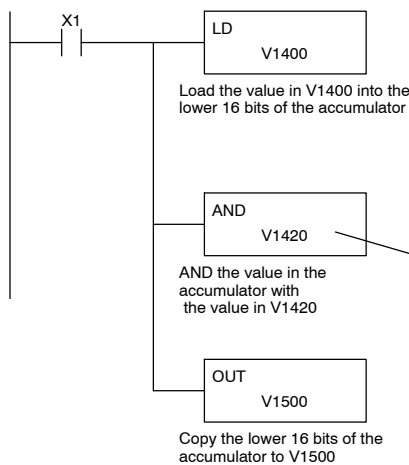 X1
LD
V1400
Load the value in V1400 into the
lower 16 bits of the accumulator
AND
V1420
AND the value in the
accumulator with
the value in V1420
OUT
V1500
Copy the lower 16 bits of the
accumulator to V1500